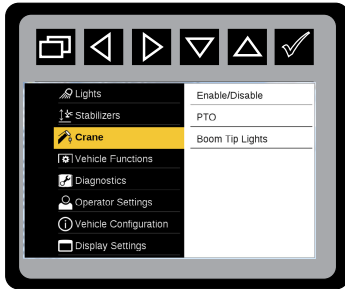 Lights
Stabilizers
Crane
Vehicle Functions
Diagnostics
Operator Settings
Vehicle Configuration
Display Settings
Enable/Disable
PTO
Boom Tip Lights